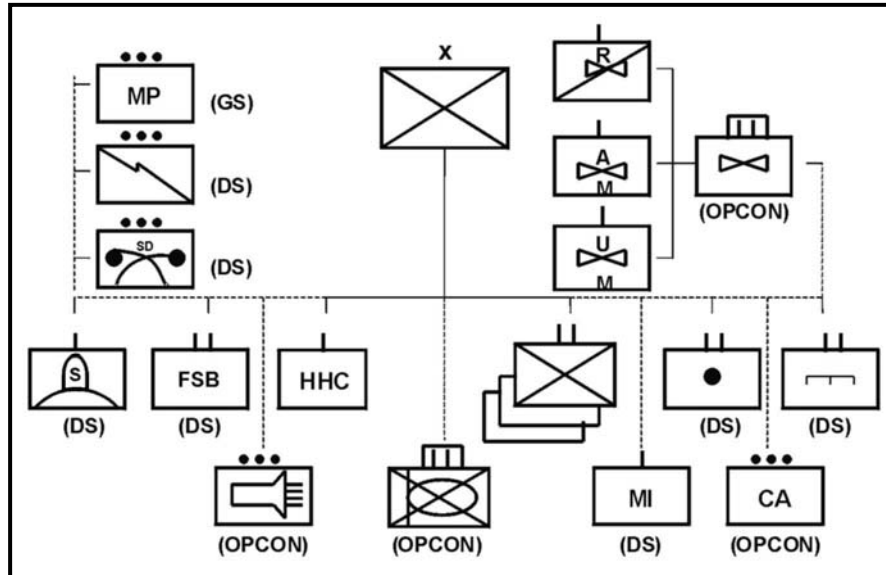 X
MP
(GS)
(DS)
SD
(DS)
R
A
M
(OPCON)
U
M
S
(DS)
FSB
(DS)
HHC
(DS)
(DS)
(OPCON)
(OPCON)
MI
(DS)
CA
(OPCON)